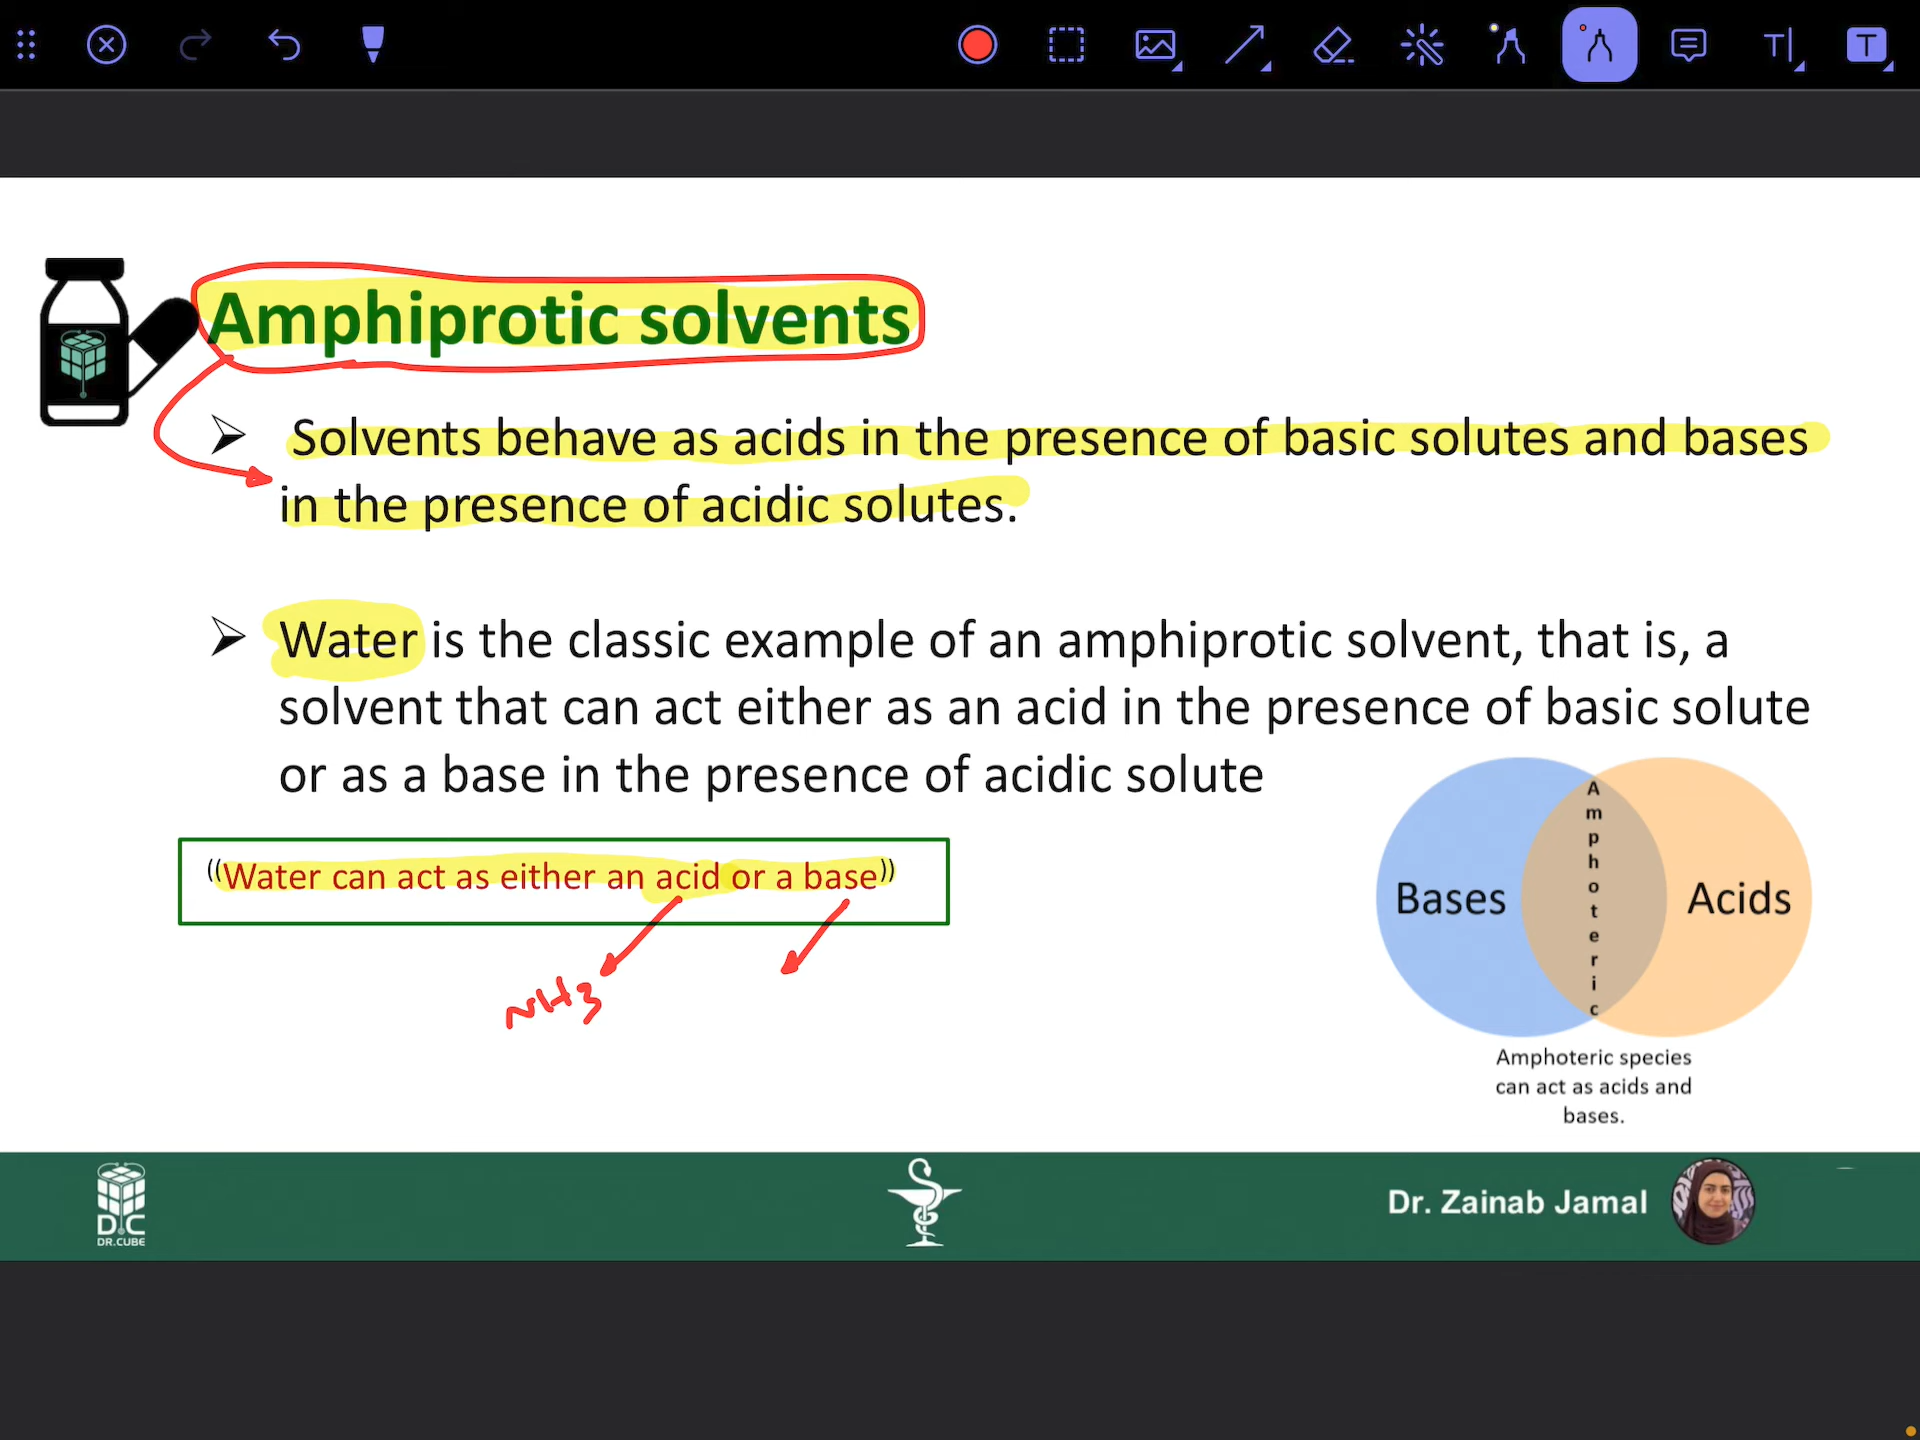 Amphiprotic solvents
Solvents behave as acids in the presence of basic solutes and bases
in the presence of acidic solutes.
Water is the classic example of an amphiprotic solvent, that is, a
solvent that can act either as an acid in the presence of basic solute
or as a base in the presence of acidic solute
((Water can act as either an acid or a base))
NH3
Bases
Amphoteric
Acids
Amphoteric species
can act as acids and
bases.
DC
DR.CUBE
Dr. Zainab Jamal